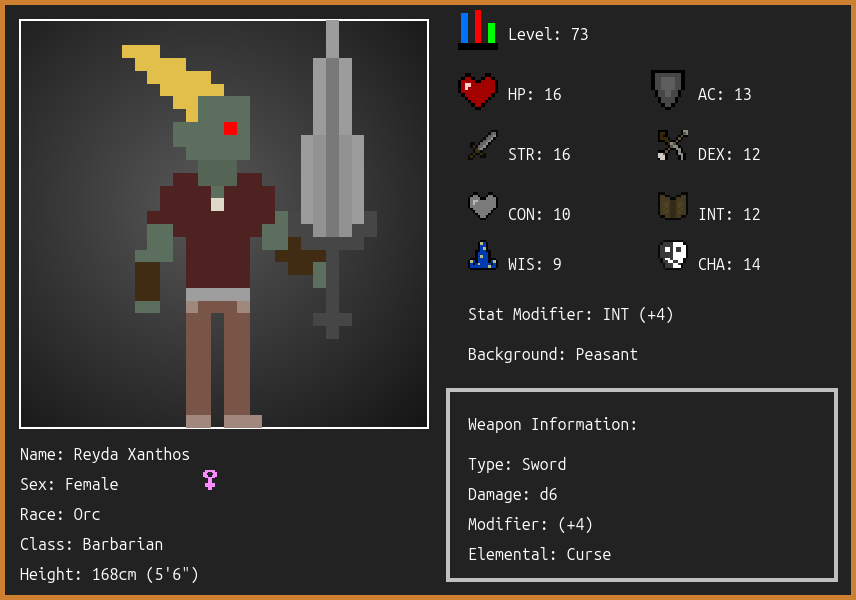 Level: 73
HP: 16
AC: 13
STR: 16
DEX: 12
CON: 10
INT: 12
WIS: 9
CHA: 14
Stat Modifier: INT (+4)
Background: Peasant
Weapon Information:
Type: Sword
Damage: d6
Modifier: (+4)
Elemental: Curse
Name: Reyda Xanthos
Sex: Female
Race: Orc
Class: Barbarian
Height: 168cm (5'6")